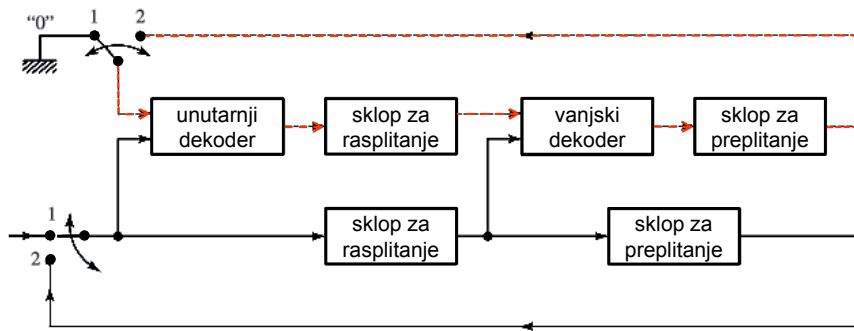 “0”
1
2
unutarnji
dekoder
sklop za
rasplitanje
vanjski
dekoder
sklop za
preplitanje
1
2
sklop za
rasplitanje
sklop za
preplitanje